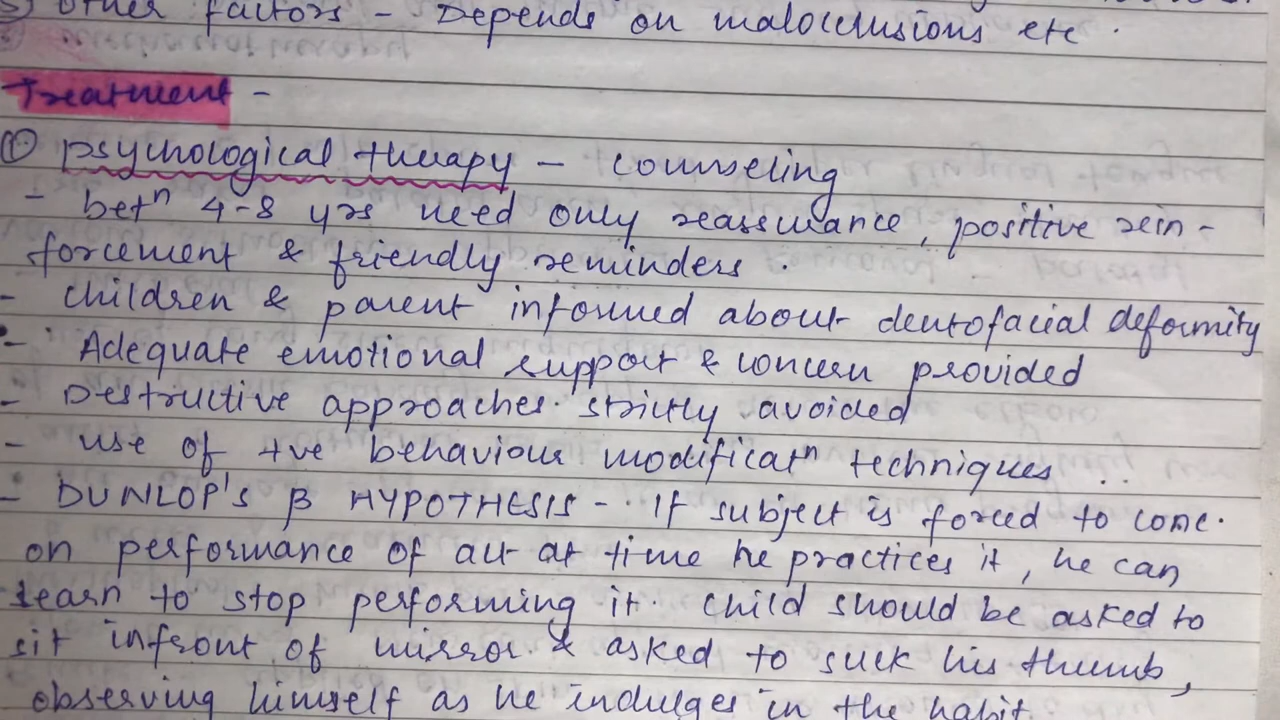 5) Other factors - Depends on malocclusions etc.
Treatment -
① Psychological therapy - counseling
- betⁿ 4-8 yrs need only reassurance, positive rein-
forcement & friendly reminders.
- children & parent informed about dentofacial deformity
- Adequate emotional support & concern provided
- Destructive approaches strictly avoided
- use of +ve behaviour modificatⁿ techniques
- DUNLOP'S β HYPOTHESIS - If subject is forced to conc.
on performance of act at time he practices it, he can
learn to stop performing it. child should be asked to
sit infront of mirror & asked to suck his thumb,
observing himself as he indulges in the habit.